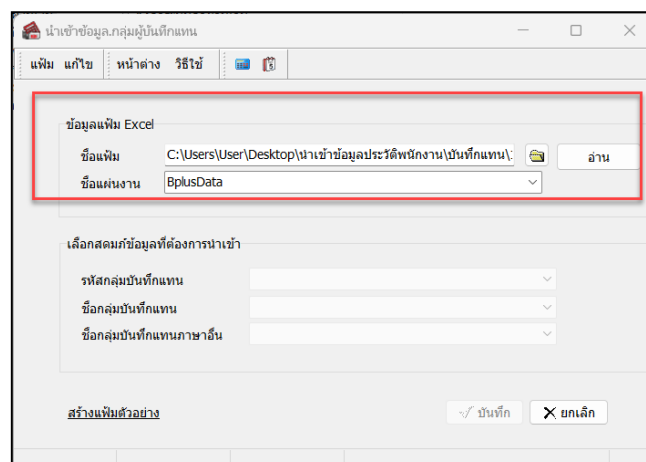 นำเข้าข้อมูล.กลุ่มผู้บันทึกแทน
แฟ้ม แก้ไข หน้าต่าง วิธีใช้
ข้อมูลแฟ้ม Excel
ชื่อแฟ้ม C:\Users\User\Desktop\นำเข้าข้อมูลประวัติพนักงาน\บันทึกแทน\ อ่าน
ชื่อแผ่นงาน BplusData
เลือกสดมภ์ข้อมูลที่ต้องการนำเข้า
รหัสกลุ่มบันทึกแทน
ชื่อกลุ่มบันทึกแทน
ชื่อกลุ่มบันทึกแทนภาษาอื่น
สร้างแฟ้มตัวอย่าง บันทึก ยกเลิก